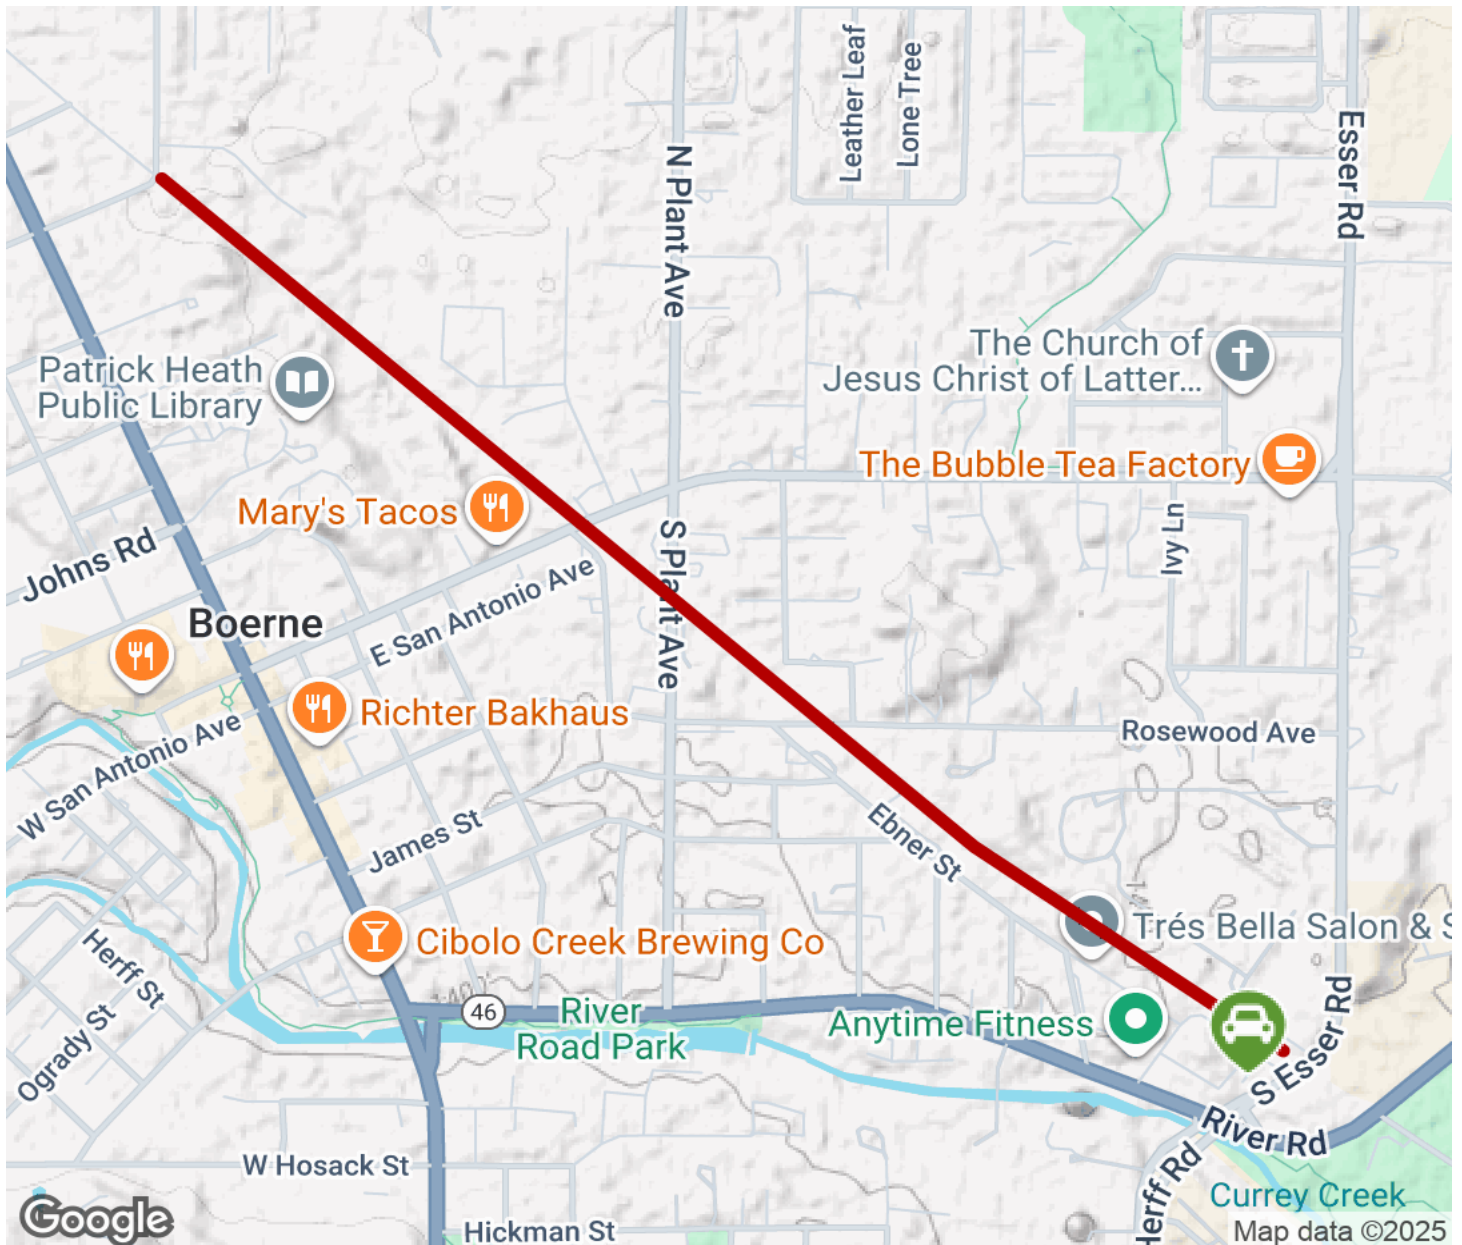 Leather Leaf
Lone Tree
Esser Rd
N Plant Ave
Patrick Heath
Public Library
The Church of
Jesus Christ of Latter...
The Bubble Tea Factory
Mary's Tacos
Ivy Ln
Johns Rd
S Plant Ave
E San Antonio Ave
Boerne
Richter Bakhaus
Rosewood Ave
W San Antonio Ave
James St
Ebner St
Trés Bella Salon & S
Cibolo Creek Brewing Co
Herff St
46
River
Road Park
Anytime Fitness
Ogrady St
S Esser Rd
River Rd
W Hosack St
Herff Rd
Currey Creek
Google
Hickman St
Map data ©2025